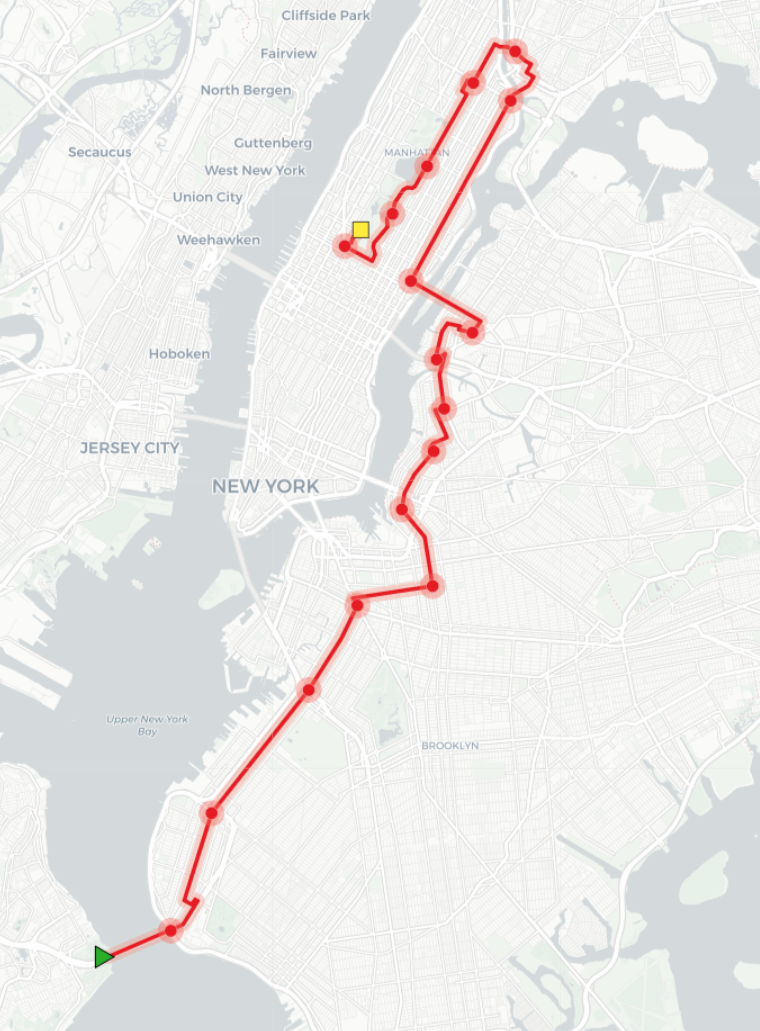 Cliffside Park
Fairview
North Bergen
Guttenberg
Secaucus
MANHATTAN
West New York
Union City
Weehawken
Hoboken
JERSEY CITY
NEW YORK
Upper New York
Bay
BROOKLYN